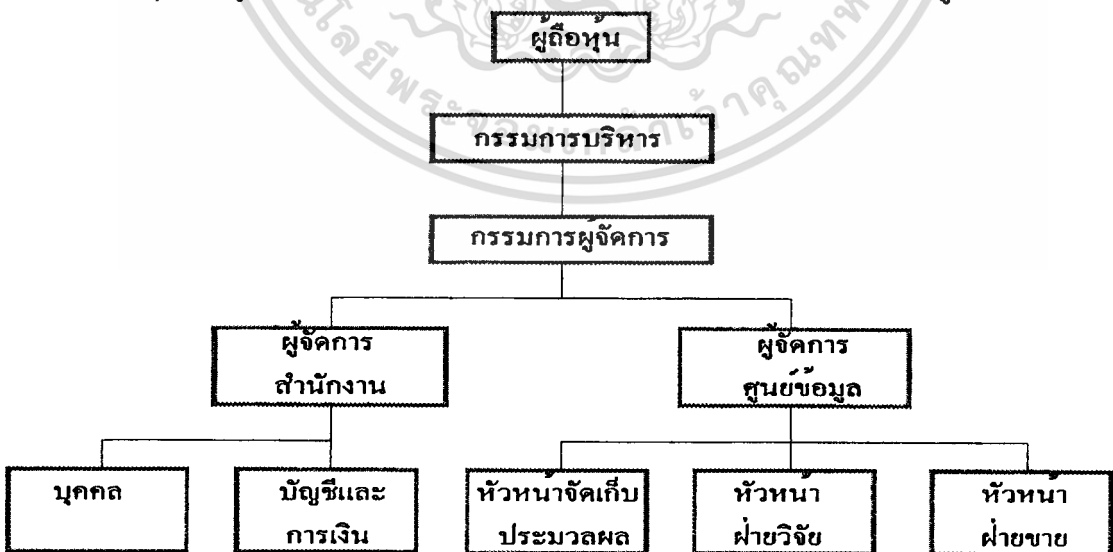 ผู้ถือหุ้น
กรรมการบริหาร
กรรมการผู้จัดการ
ผู้จัดการ
สำนักงาน
ผู้จัดการ
ศูนย์ข้อมูล
บุคคล
บัญชีและ
การเงิน
หัวหน้าจัดเก็บ
ประมวลผล
หัวหน้า
ฝ่ายวิจัย
หัวหน้า
ฝ่ายขาย